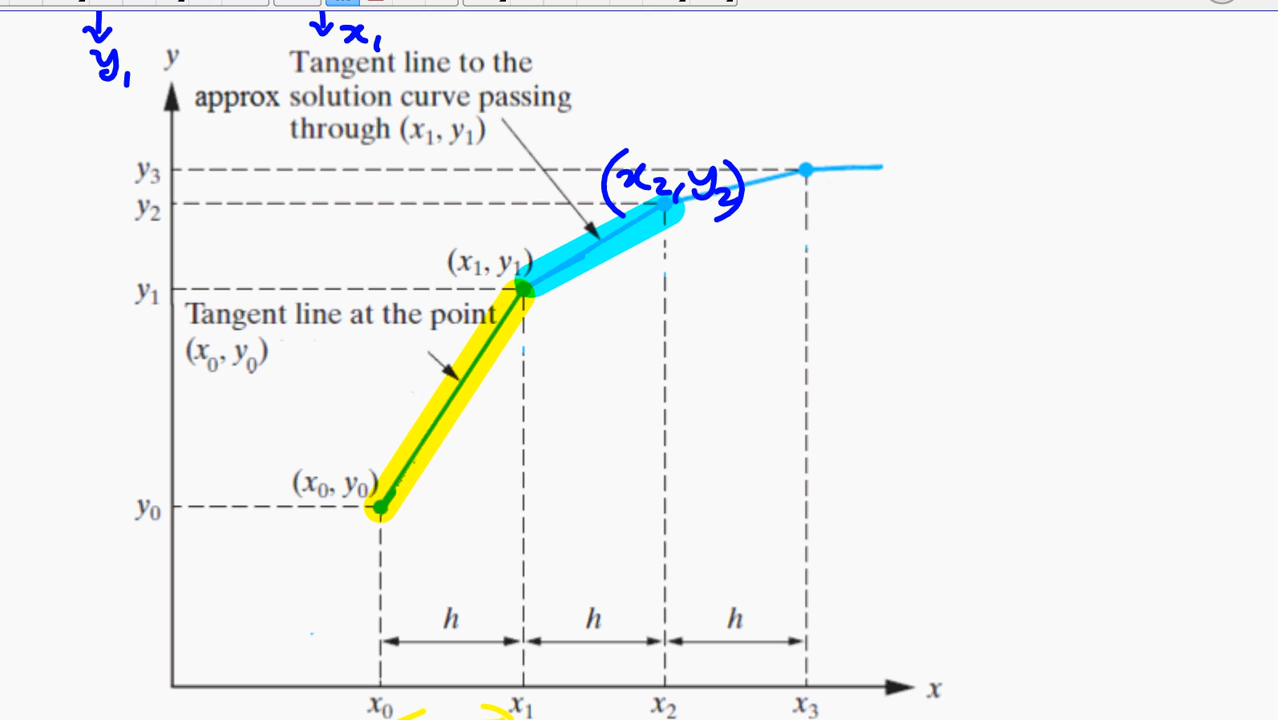 y₁
x₁
y
Tangent line to the
approx solution curve passing
through (x₁, y₁)
y₃
(x₂, y₂)
y₂
(x₁, y₁)
y₁
Tangent line at the point
(x₀, y₀)
(x₀, y₀)
y₀
h h h
x
x₀ x₁ x₂ x₃